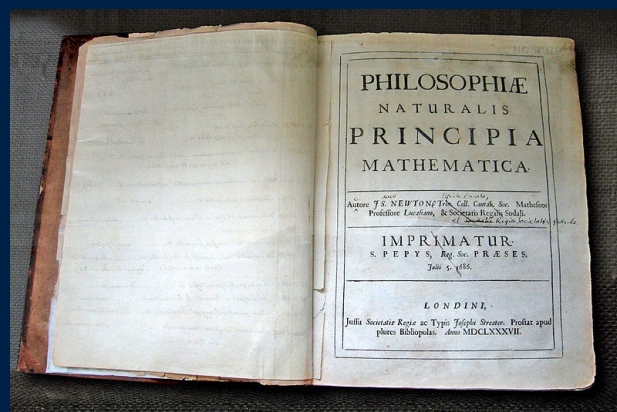 PHILOSOPHIÆ
NATURALIS
PRINCIPIA
MATHEMATICA.
Autore J S. NEWTON, Trin. Coll. Cantab. Soc. Matheseos
Professore Lucasiano, & Societatis Regalis Sodali.
IMPRIMATUR.
S. PEPYS, Reg. Soc. PRÆSES.
Julii 5. 1686.
LONDINI,
Jussu Societatis Regiæ ac Typis Josephi Streater. Prostat apud
plures Bibliopolas. Anno MDCLXXXVII.